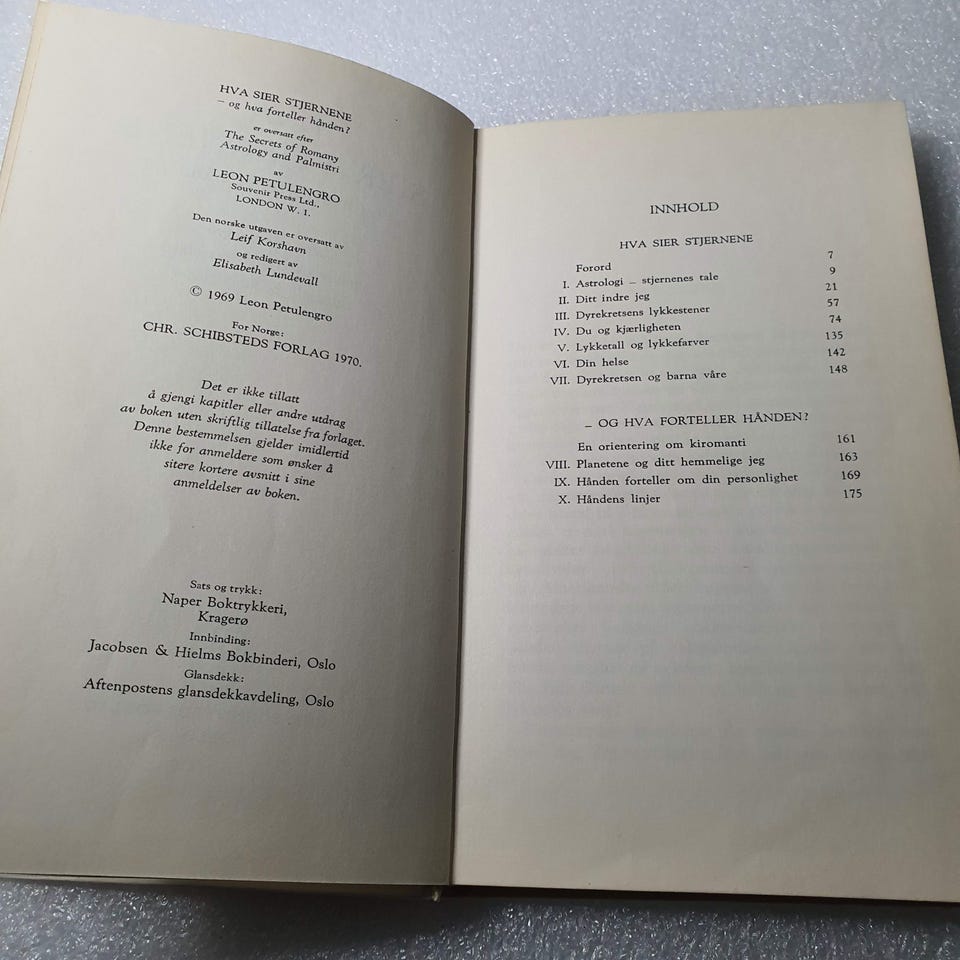 HVA SIER STJERNENE
– og hva forteller hånden?
er oversatt efter
The Secrets of Romany
Astrology and Palmistri
av
LEON PETULENGRO
Souvenir Press Ltd.,
LONDON W. 1.
Den norske utgaven er oversatt av
Leif Korshavn
og redigert av
Elisabeth Lundevall
© 1969 Leon Petulengro
For Norge:
CHR. SCHIBSTEDS FORLAG 1970.
Det er ikke tillatt
å gjengi kapitler eller andre utdrag
av boken uten skriftlig tillatelse fra forlaget.
Denne bestemmelsen gjelder imidlertid
ikke for anmeldere som ønsker å
sitere kortere avsnitt i sine
anmeldelser av boken.
Sats og trykk:
Naper Boktrykkeri,
Kragerø
Innbinding:
Jacobsen & Hielms Bokbinderi, Oslo
Glansdekk:
Aftenpostens glansdekkavdeling, Oslo
INNHOLD
HVA SIER STJERNENE
Forord 7
I. Astrologi – stjernenes tale 9
II. Ditt indre jeg 21
III. Dyrekretsens lykkestener 57
IV. Du og kjærligheten 74
V. Lykketall og lykkefarver 135
VI. Din helse 142
VII. Dyrekretsen og barna våre 148
– OG HVA FORTELLER HÅNDEN?
En orientering om kiromanti 161
VIII. Planetene og ditt hemmelige jeg 163
IX. Hånden forteller om din personlighet 169
X. Håndens linjer 175